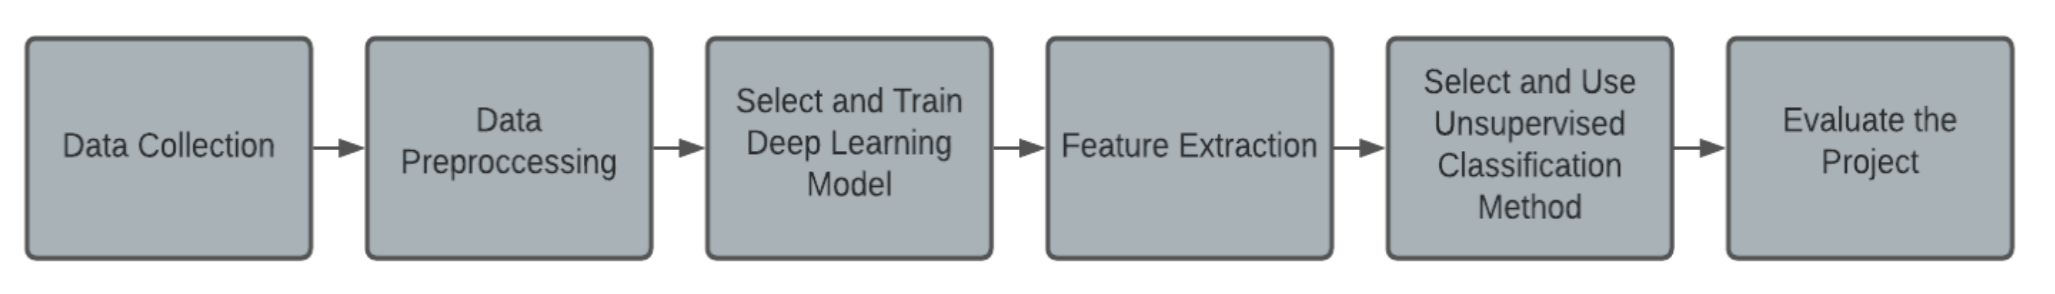 Data Collection
Data
Preproccessing
Select and Train
Deep Learning
Model
Feature Extraction
Select and Use
Unsupervised
Classification
Method
Evaluate the
Project